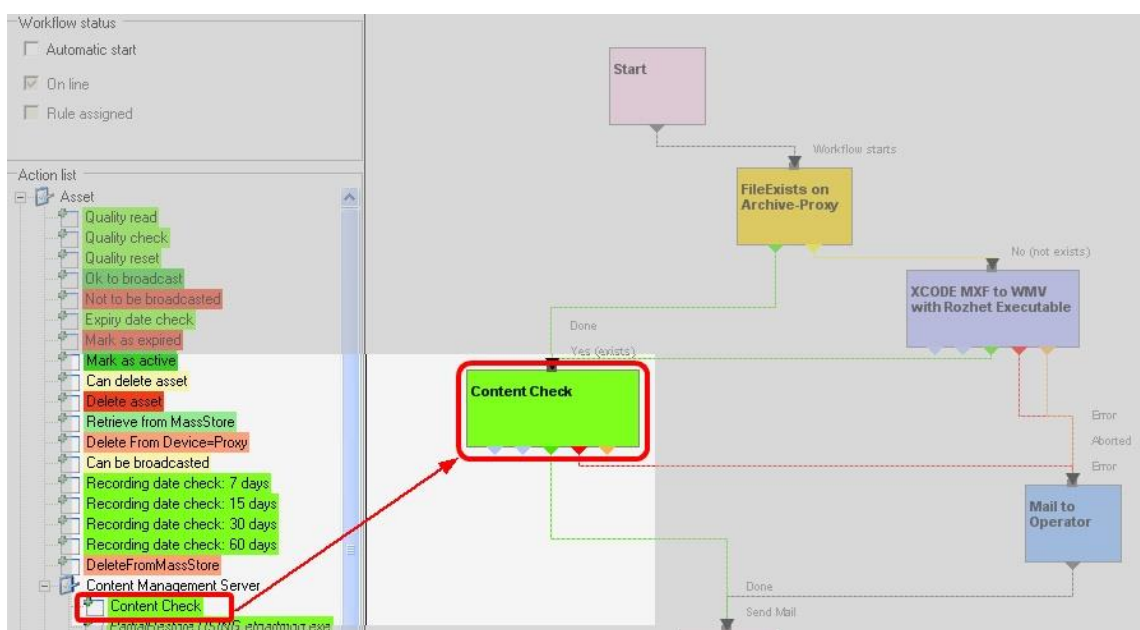 Workflow status
Automatic start
On line
Rule assigned
Action list
Asset
Quality read
Quality check
Quality reset
Ok to broadcast
Not to be broadcasted
Expiry date check
Mark as expired
Mark as active
Can delete asset
Delete asset
Retrieve from MassStore
Delete From Device=Proxy
Can be broadcasted
Recording date check: 7 days
Recording date check: 15 days
Recording date check: 30 days
Recording date check: 60 days
DeleteFromMassStore
Content Management Server
Content Check
PartialRestore USING
Start
Workflow starts
FileExists on
Archive-Proxy
No (not exists)
XCODE MXF to WMV
with Rozhet Executable
Done
Yes (exists)
Content Check
Error
Aborted
Error
Mail to
Operator
Done
Send Mail